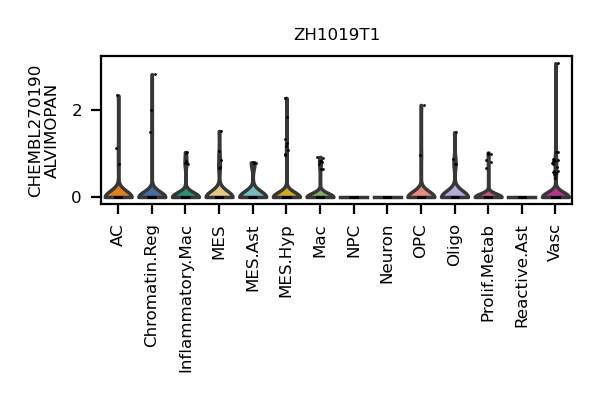 ZH1019T1
CHEMBL270190
ALVIMOPAN
2
0
AC
Chromatin.Reg
Inflammatory.Mac
MES
MES.Ast
MES.Hyp
Mac
NPC
Neuron
OPC
Oligo
Prolif.Metab
Reactive.Ast
Vasc